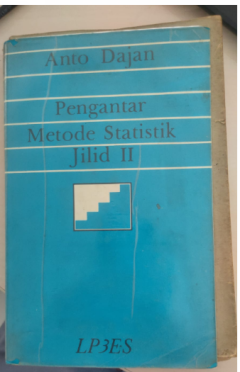 Anto Dajan
Pengantar
Metode Statistik
Jilid II
LP3ES